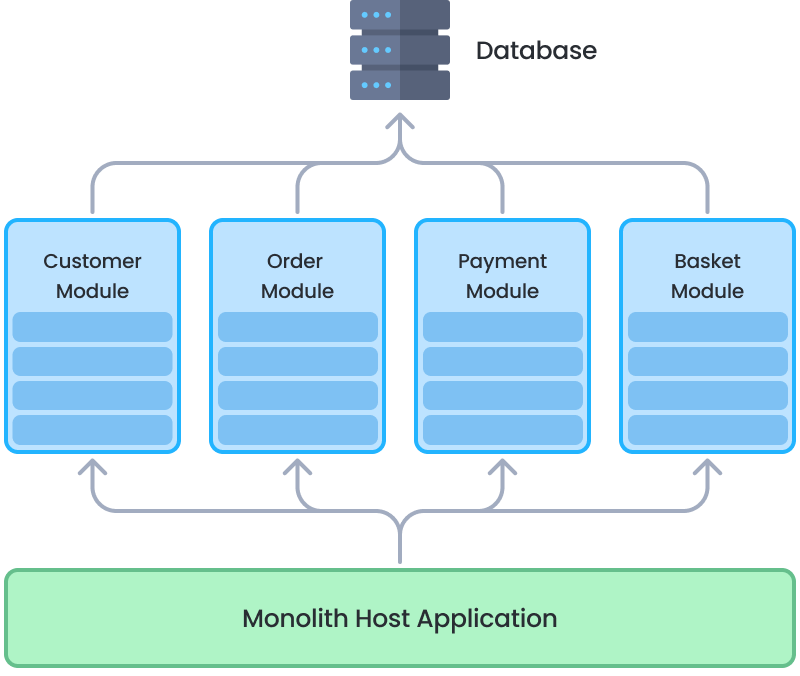 Database
Customer
Module
Order
Module
Payment
Module
Basket
Module
Monolith Host Application